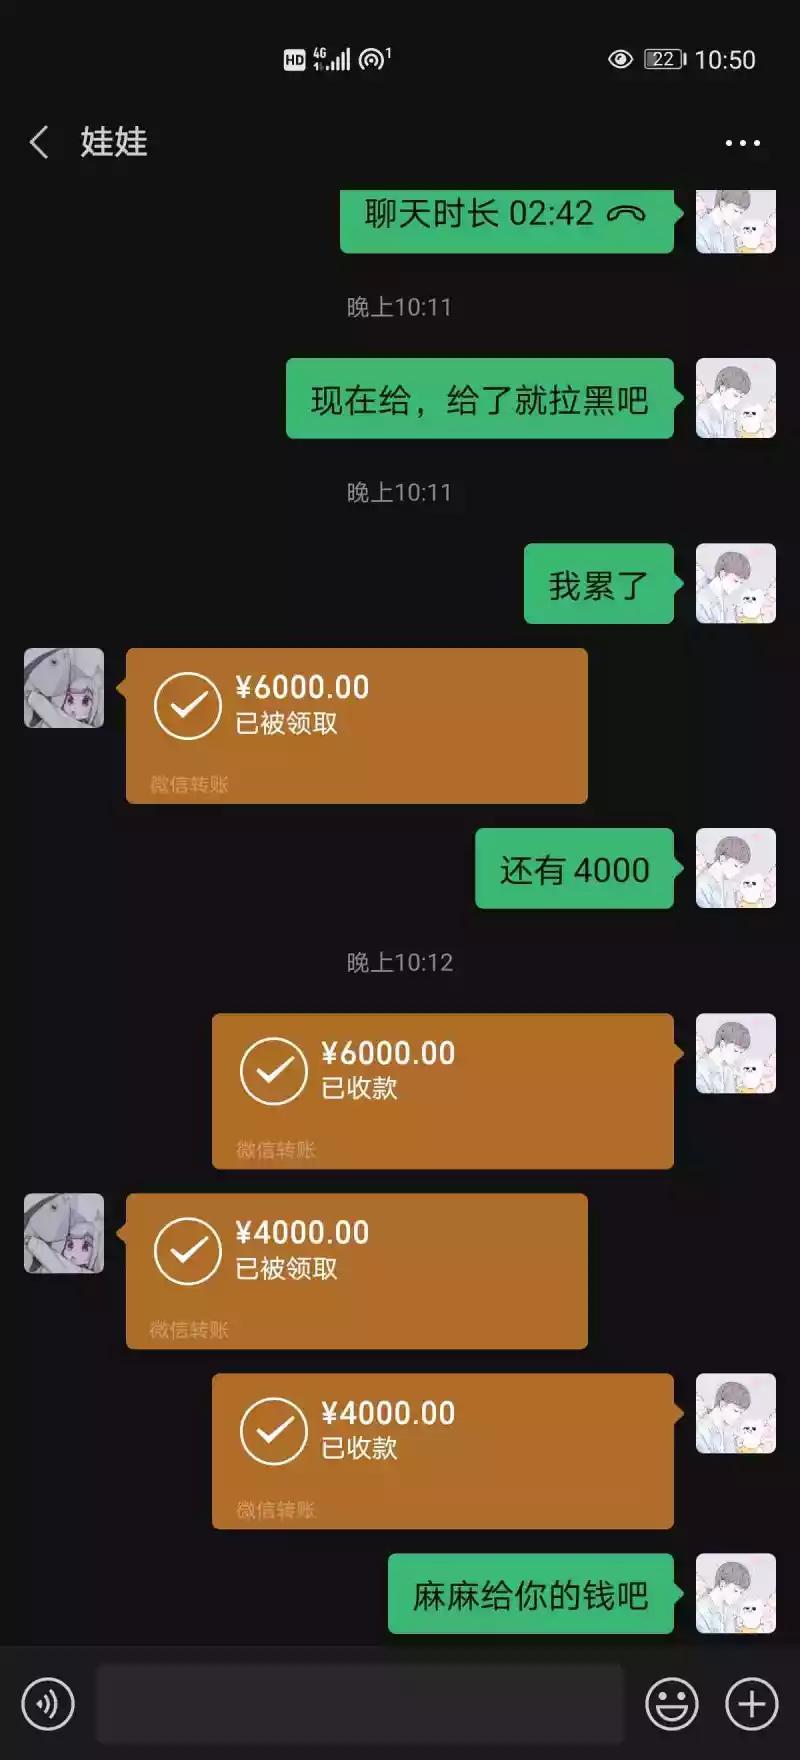 HD 4G 1 22 10:50
娃娃
聊天时长 02:42
晚上10:11
现在给，给了就拉黑吧
晚上10:11
我累了
¥6000.00
已被领取
微信转账
还有 4000
晚上10:12
¥6000.00
已收款
微信转账
¥4000.00
已被领取
微信转账
¥4000.00
已收款
微信转账
麻麻给你的钱吧